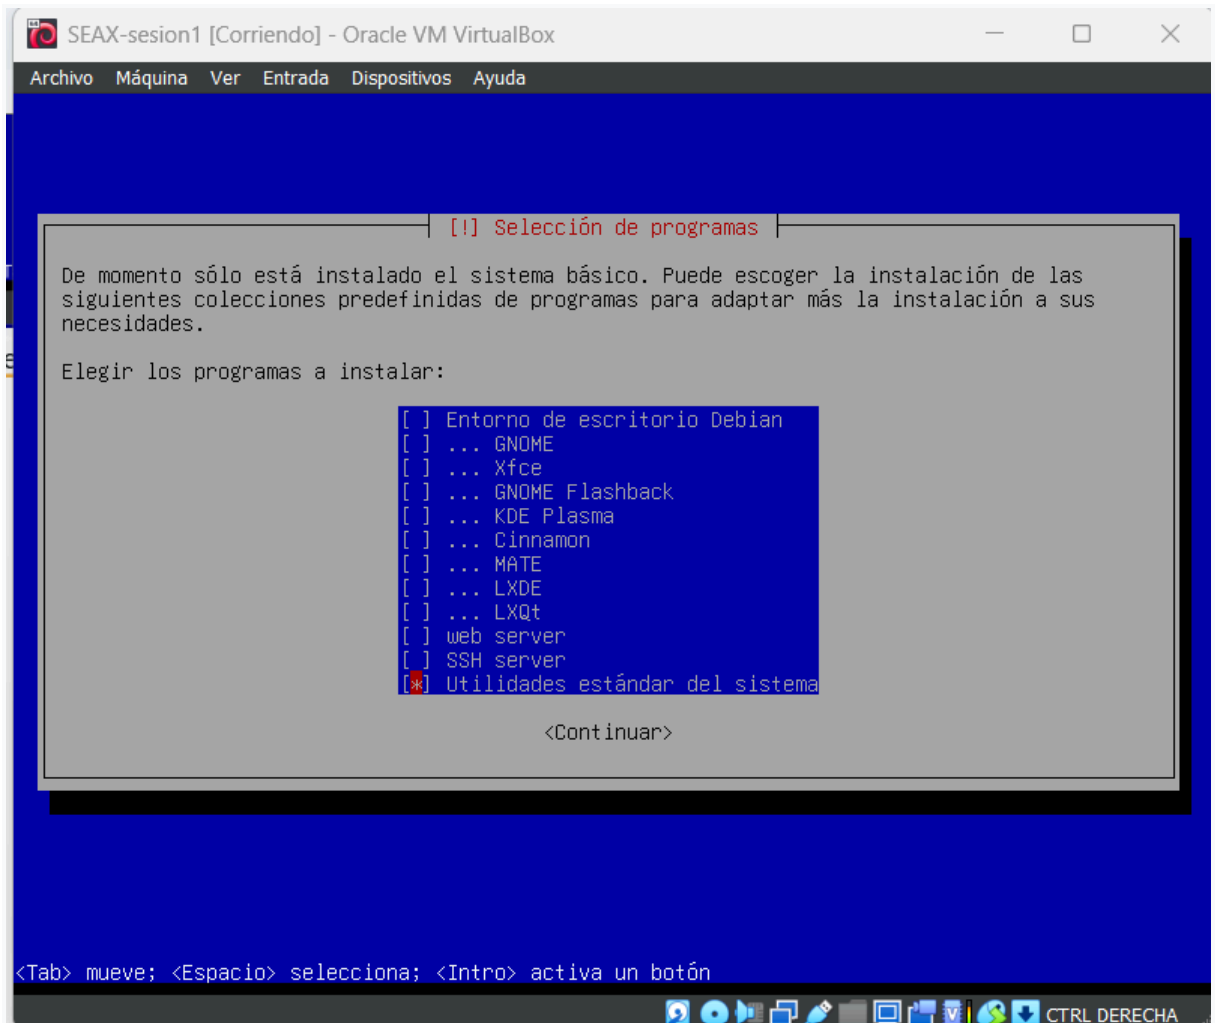 SEAX-sesion1 [Corriendo] - Oracle VM VirtualBox
Archivo Máquina Ver Entrada Dispositivos Ayuda
[!] Selección de programas
De momento sólo está instalado el sistema básico. Puede escoger la instalación de las
siguientes colecciones predefinidas de programas para adaptar más la instalación a sus
necesidades.
Elegir los programas a instalar:
[ ] Entorno de escritorio Debian
[ ] ... GNOME
[ ] ... Xfce
[ ] ... GNOME Flashback
[ ] ... KDE Plasma
[ ] ... Cinnamon
[ ] ... MATE
[ ] ... LXDE
[ ] ... LXQt
[ ] web server
[ ] SSH server
[*] Utilidades estándar del sistema
<Continuar>
<Tab> mueve; <Espacio> selecciona; <Intro> activa un botón
CTRL DERECHA